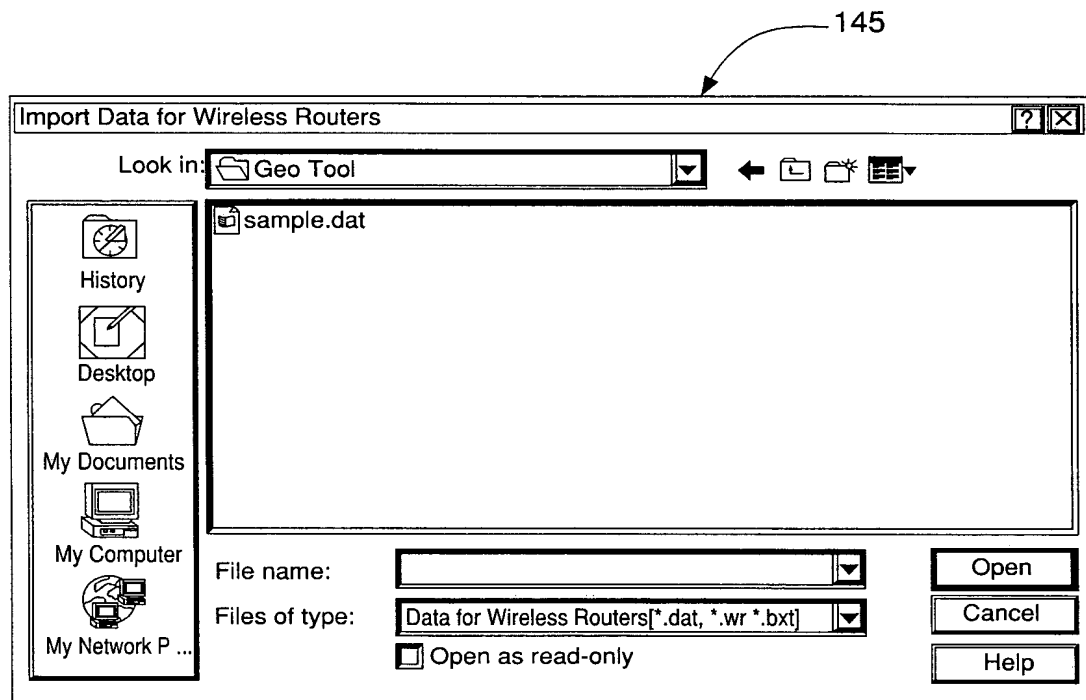 145
Import Data for Wireless Routers
Look in: Geo Tool
sample.dat
History
Desktop
My Documents
My Computer
My Network P ...
File name:
Files of type: Data for Wireless Routers[*.dat, *.wr *.bxt]
Open as read-only
Open
Cancel
Help